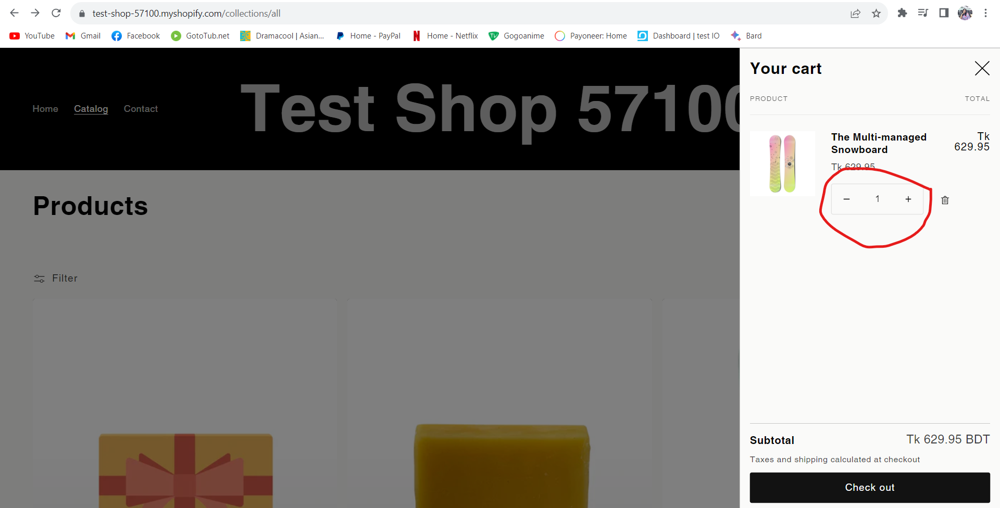 test-shop-57100.myshopify.com/collections/all
YouTube Gmail Facebook GotoTub.net Dramacool | Asian... Home - PayPal Home - Netflix Gogoanime Payoneer: Home Dashboard | test IO Bard
Home Catalog Contact
Test Shop 57100
Products
Filter
Your cart
PRODUCT TOTAL
The Multi-managed
Snowboard
Tk 629.95
− 1 +
Tk
629.95
Subtotal Tk 629.95 BDT
Taxes and shipping calculated at checkout
Check out